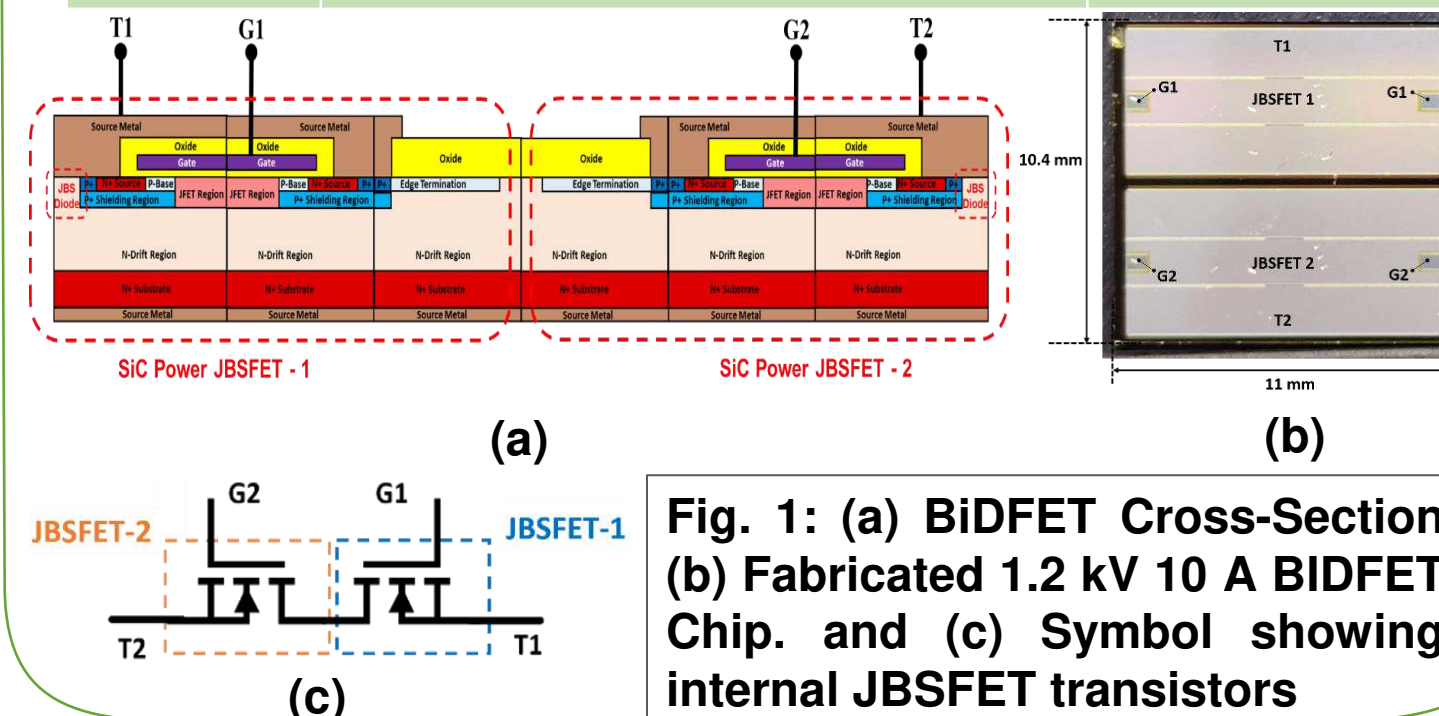 T1 G1 G2 T2
Source Metal Source Metal Source Metal Source Metal
Oxide Oxide Oxide Oxide Oxide Oxide
Gate Gate Gate Gate
JBS Diode P+ N+ Source P-Base JFET Region JFET Region P-Base N+ Source P+ P+ Edge Termination Edge Termination P+ P+ N+ Source P-Base JFET Region JFET Region P-Base N+ Source P+ JBS Diode
P+ Shielding Region P+ Shielding Region P+ Shielding Region P+ Shielding Region
N-Drift Region N-Drift Region N-Drift Region N-Drift Region N-Drift Region N-Drift Region
N+ Substrate N+ Substrate N+ Substrate N+ Substrate N+ Substrate N+ Substrate
Source Metal Source Metal Source Metal Source Metal Source Metal Source Metal
SiC Power JBSFET - 1 SiC Power JBSFET - 2
(a)
T1
G1 JBSFET 1 G1
10.4 mm
G2 JBSFET 2 G2
T2
11 mm
(b)
G2 G1
JBSFET-2 JBSFET-1
T2 T1
(c)
Fig. 1: (a) BiDFET Cross-Section
(b) Fabricated 1.2 kV 10 A BIDFET
Chip. and (c) Symbol showing
internal JBSFET transistors